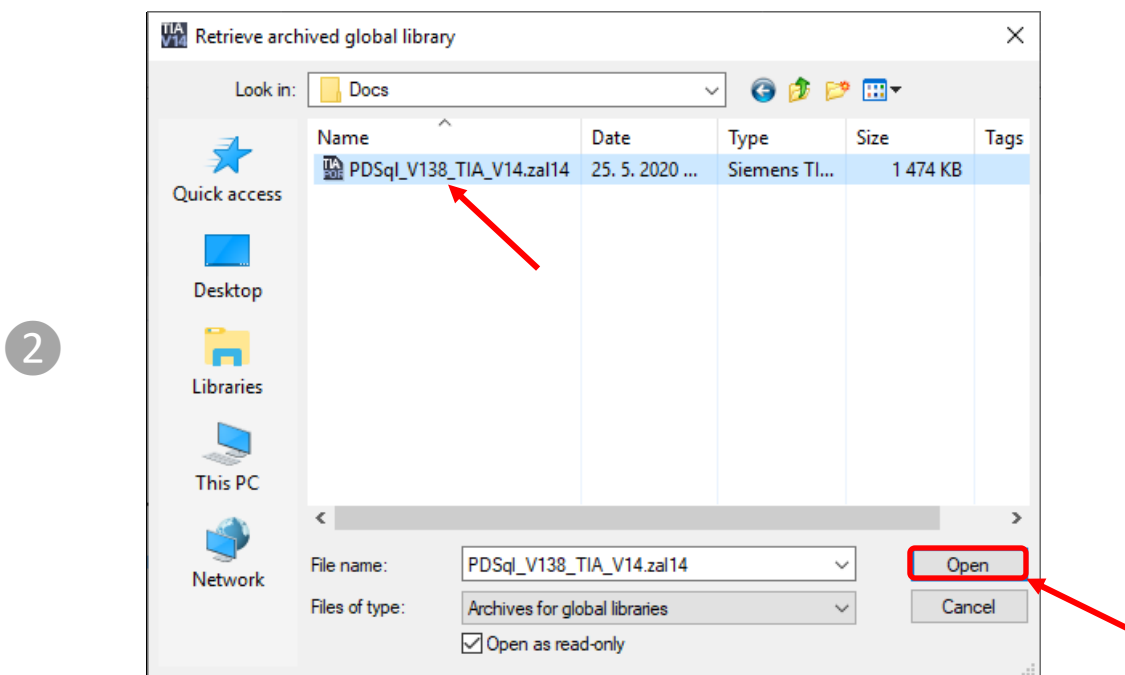 TIA V14 Retrieve archived global library
Look in: Docs
Name Date Type Size Tags
PDSql_V138_TIA_V14.zal14 25. 5. 2020 ... Siemens TI... 1 474 KB
Quick access
Desktop
2
Libraries
This PC
Network
File name: PDSql_V138_TIA_V14.zal14 Open
Files of type: Archives for global libraries Cancel
Open as read-only